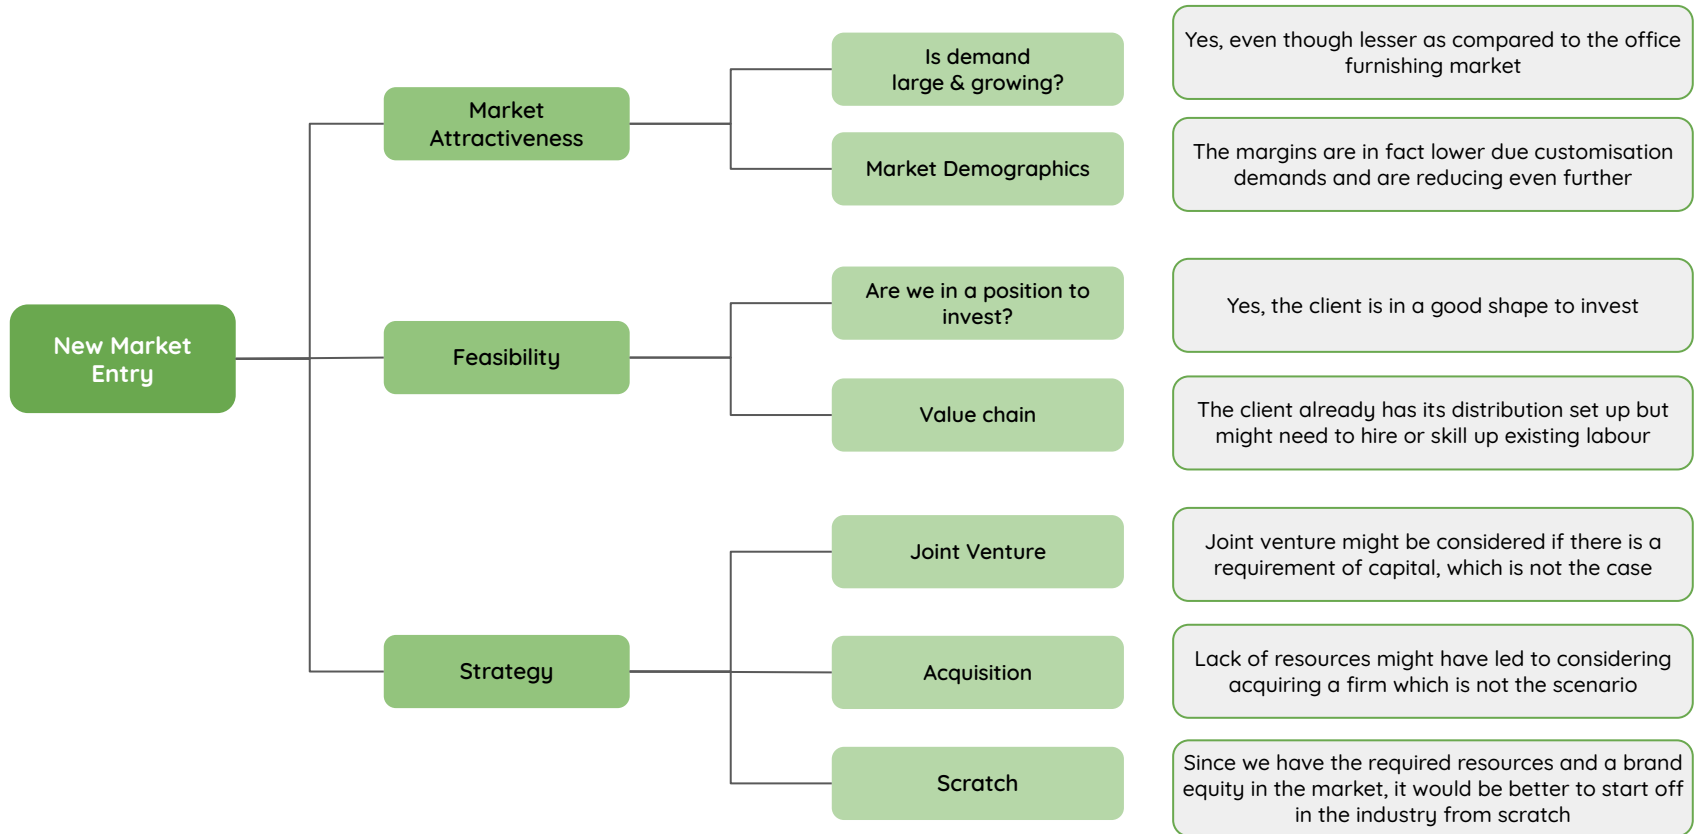 Is demand
large & growing?
Yes, even though lesser as compared to the office
furnishing market
Market
Attractiveness
Market Demographics
The margins are in fact lower due customisation
demands and are reducing even further
New Market
Entry
Feasibility
Are we in a position to
invest?
Yes, the client is in a good shape to invest
Value chain
The client already has its distribution set up but
might need to hire or skill up existing labour
Strategy
Joint Venture
Joint venture might be considered if there is a
requirement of capital, which is not the case
Acquisition
Lack of resources might have led to considering
acquiring a firm which is not the scenario
Scratch
Since we have the required resources and a brand
equity in the market, it would be better to start off
in the industry from scratch